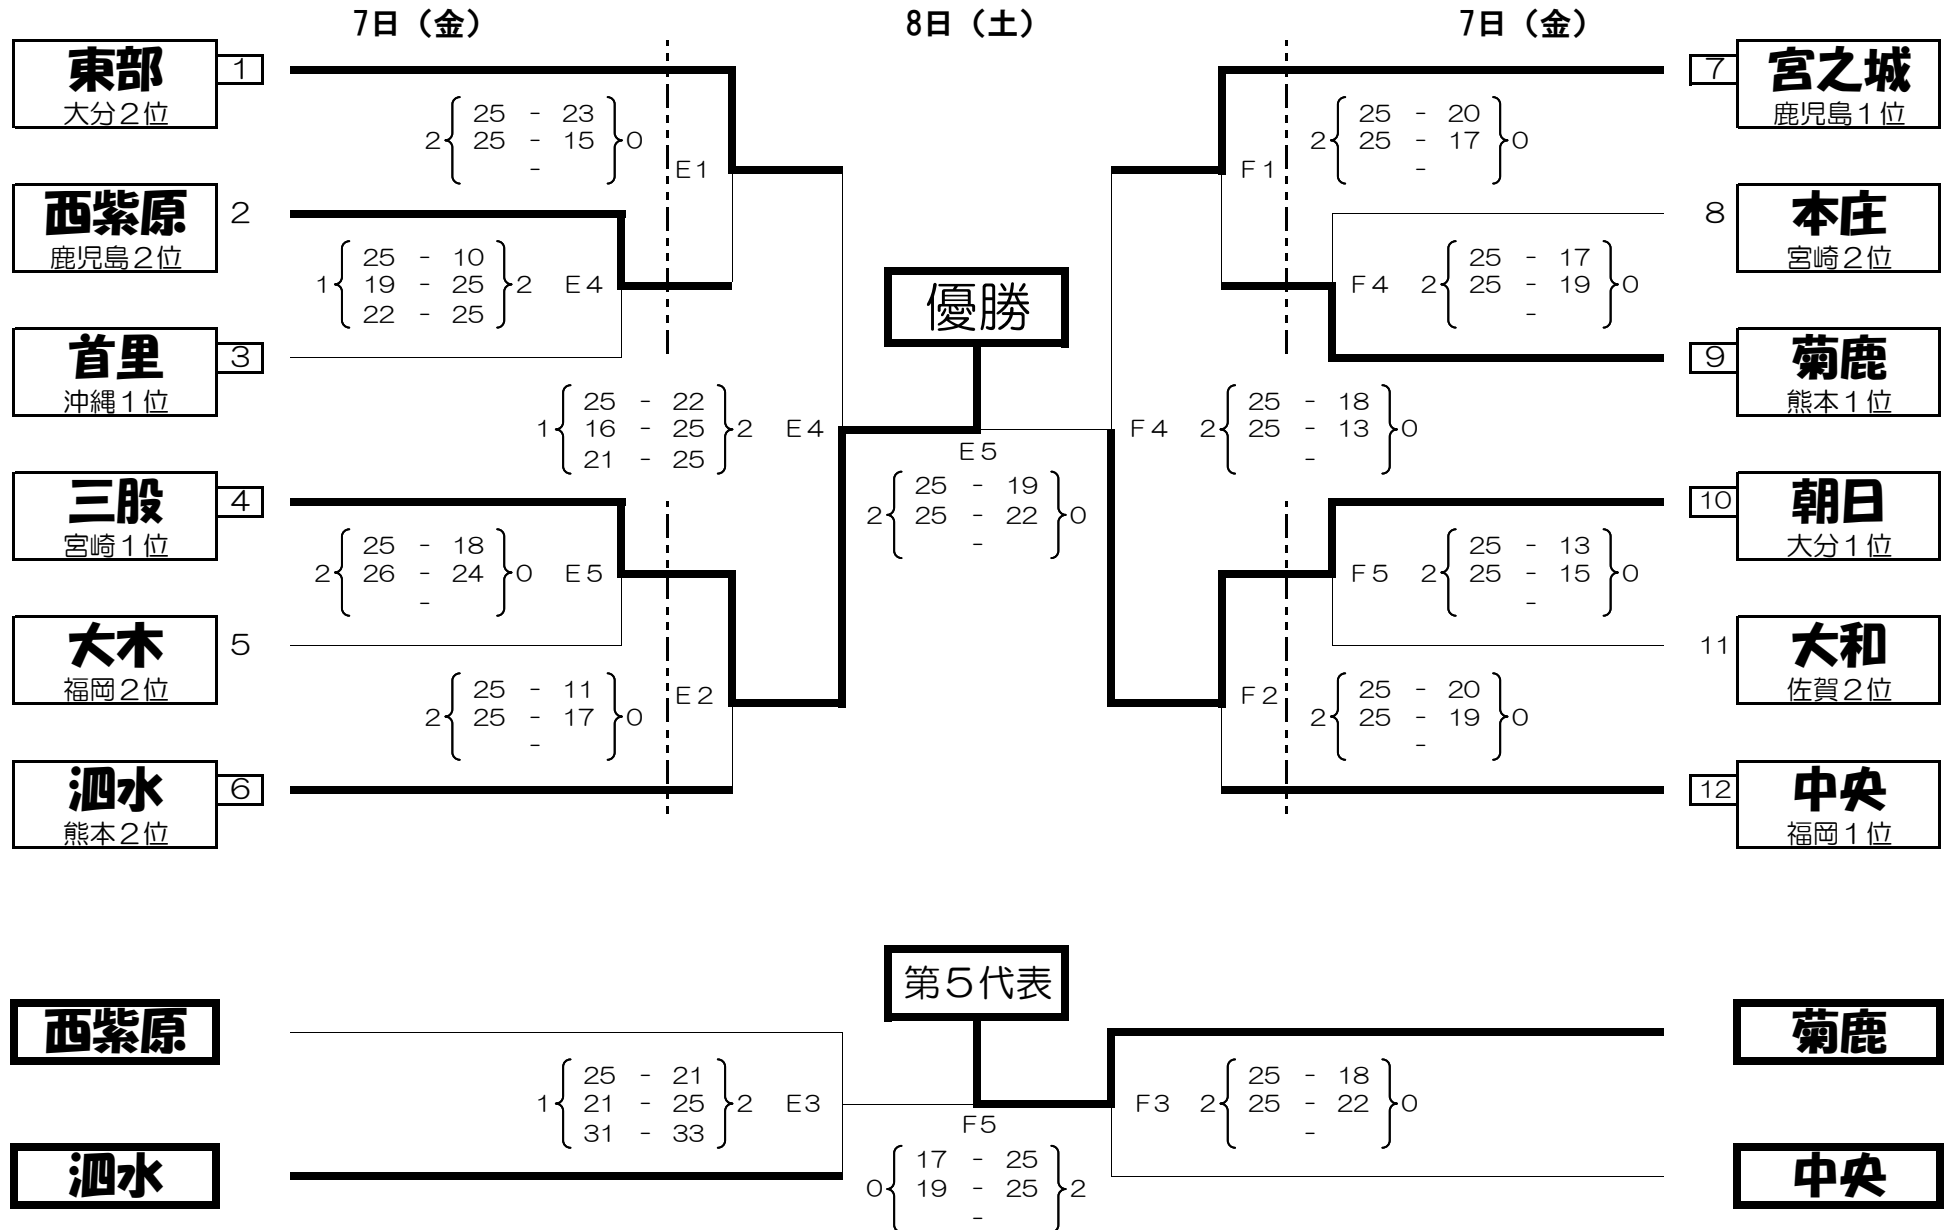 7日（金） 8日（土） 7日（金）
東部 1 7 宮之城
大分２位 鹿児島１位
25 - 23 25 - 20
2 25 - 15 0 2 25 - 17 0
- -
E1 F1
西紫原 2 8 本庄
鹿児島２位 宮崎２位
25 - 10 25 - 17
1 19 - 25 2 E4 F4 2 25 - 19 0
22 - 25 -
優勝
首里 3 9 菊鹿
沖縄１位 熊本１位
25 - 22 25 - 18
1 16 - 25 2 E4 F4 2 25 - 13 0
21 - 25 -
E5
25 - 19
2 25 - 22 0
-
三股 4 10 朝日
宮崎１位 大分１位
25 - 18 25 - 13
2 26 - 24 0 E5 F5 2 25 - 15 0
- -
大木 5 11 大和
福岡２位 佐賀２位
25 - 11 E2 F2 25 - 20
2 25 - 17 0 2 25 - 19 0
- -
泗水 6 12 中央
熊本２位 福岡１位
第５代表
西紫原 菊鹿
25 - 21 25 - 18
1 21 - 25 2 E3 F3 2 25 - 22 0
31 - 33 -
F5
泗水 中央
17 - 25
0 19 - 25 2
-